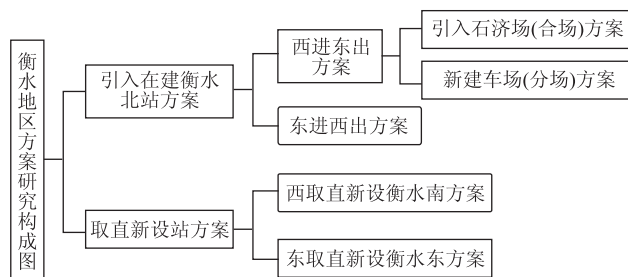 衡水地区方案研究构成图
引入在建衡水
北站方案
取直新设站方案
西进东出
方案
东进西出方案
西取直新设衡水南方案
东取直新设衡水东方案
引入石济场(合场)方案
新建车场(分场)方案